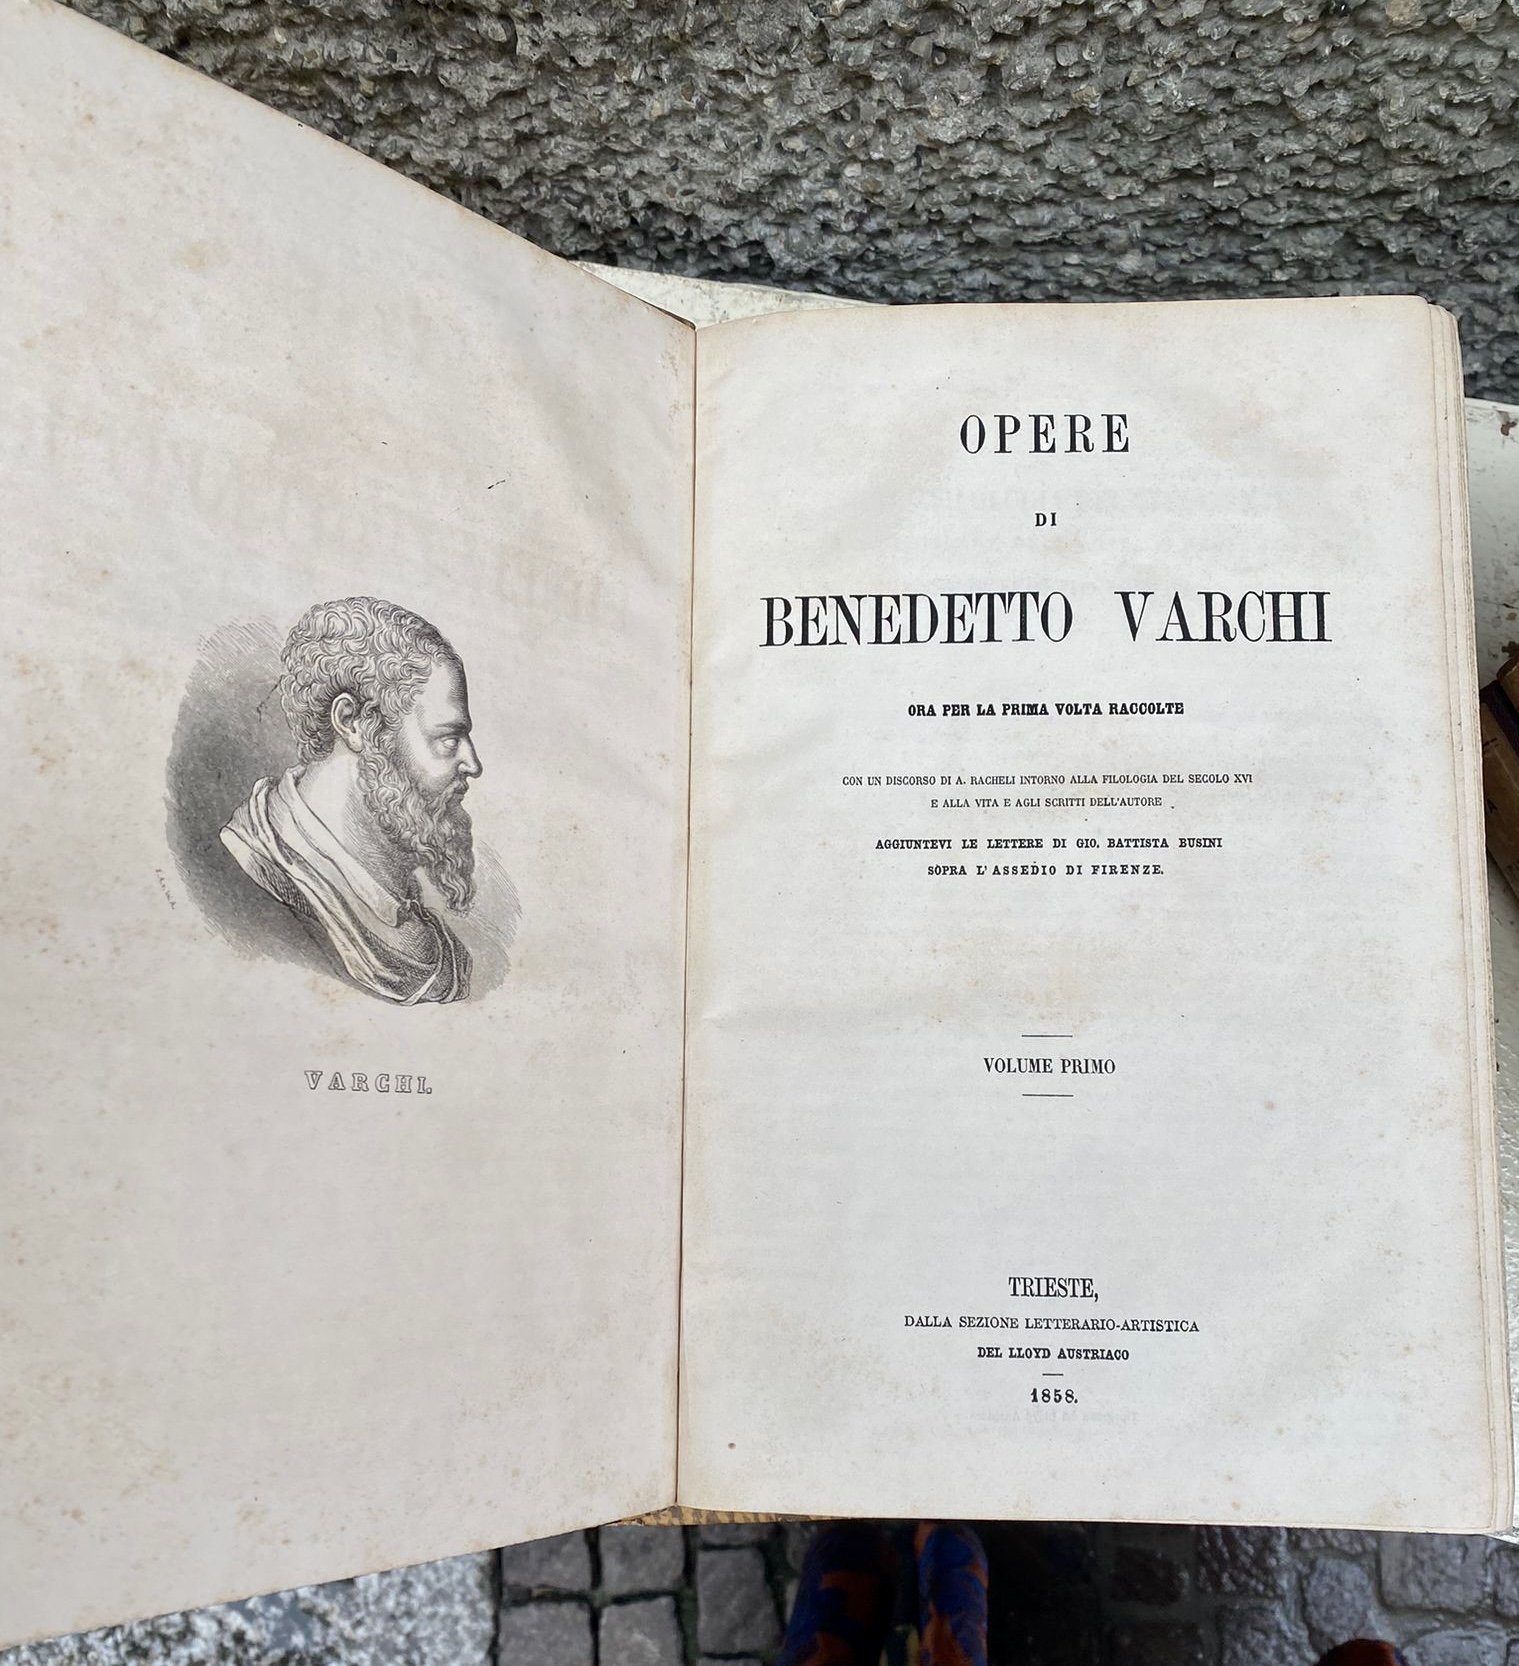 VARCHI.
OPERE
DI
BENEDETTO VARCHI
ORA PER LA PRIMA VOLTA RACCOLTE
CON UN DISCORSO DI A. RACHELI INTORNO ALLA FILOLOGIA DEL SECOLO XVI
E ALLA VITA E AGLI SCRITTI DELL'AUTORE
AGGIUNTEVI LE LETTERE DI GIO. BATTISTA BUSINI
SOPRA L'ASSEDIO DI FIRENZE.
VOLUME PRIMO
TRIESTE,
DALLA SEZIONE LETTERARIO-ARTISTICA
DEL LLOYD AUSTRIACO
1858.